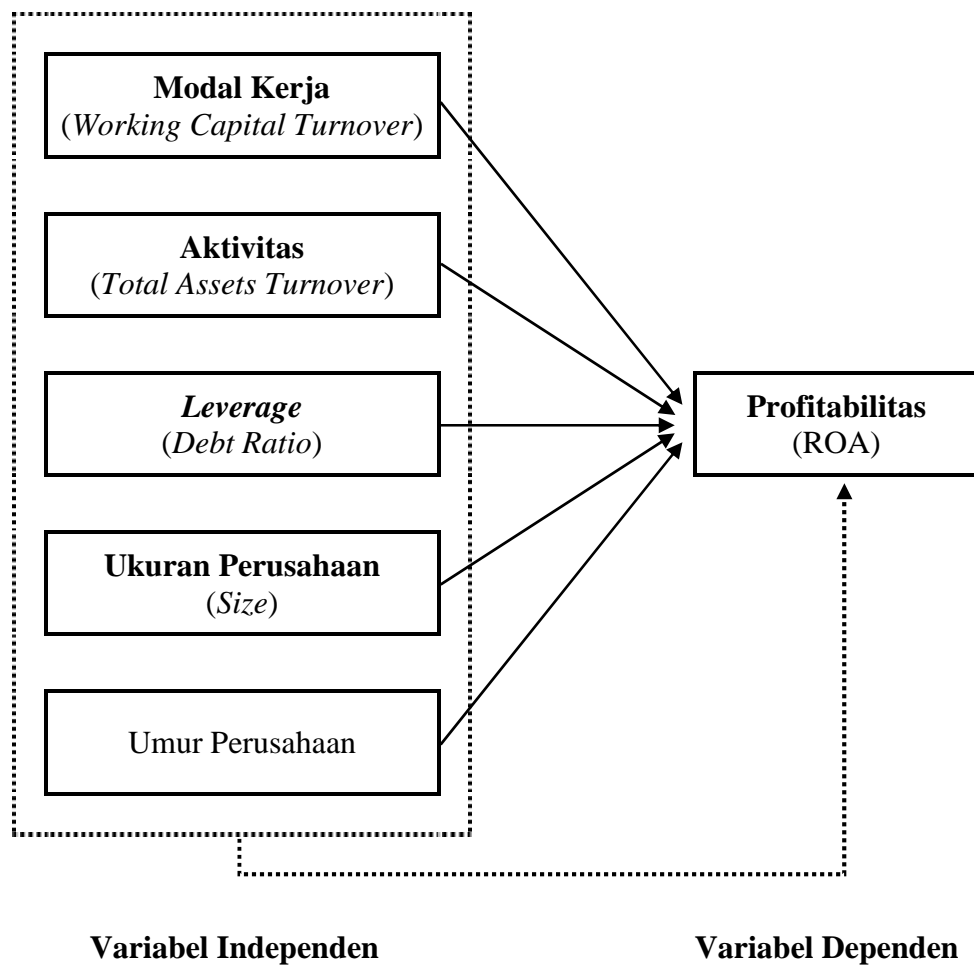 Modal Kerja
(Working Capital Turnover)
Aktivitas
(Total Assets Turnover)
Leverage
(Debt Ratio)
Profitabilitas
(ROA)
Ukuran Perusahaan
(Size)
Umur Perusahaan
Variabel Independen
Variabel Dependen